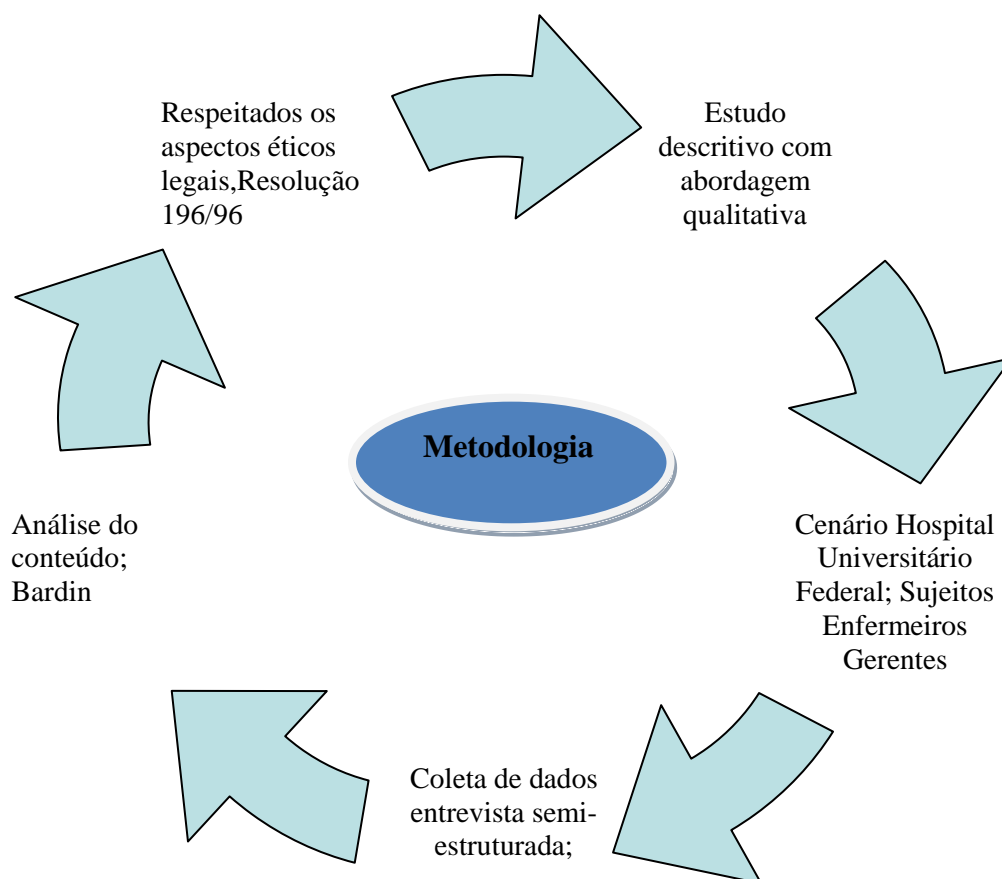 Respeitados os
aspectos éticos
legais,Resolução
196/96
Estudo
descritivo com
abordagem
qualitativa
Metodologia
Cenário Hospital
Universitário
Federal; Sujeitos
Enfermeiros
Gerentes
Coleta de dados
entrevista semi-
estruturada;
Análise do
conteúdo;
Bardin